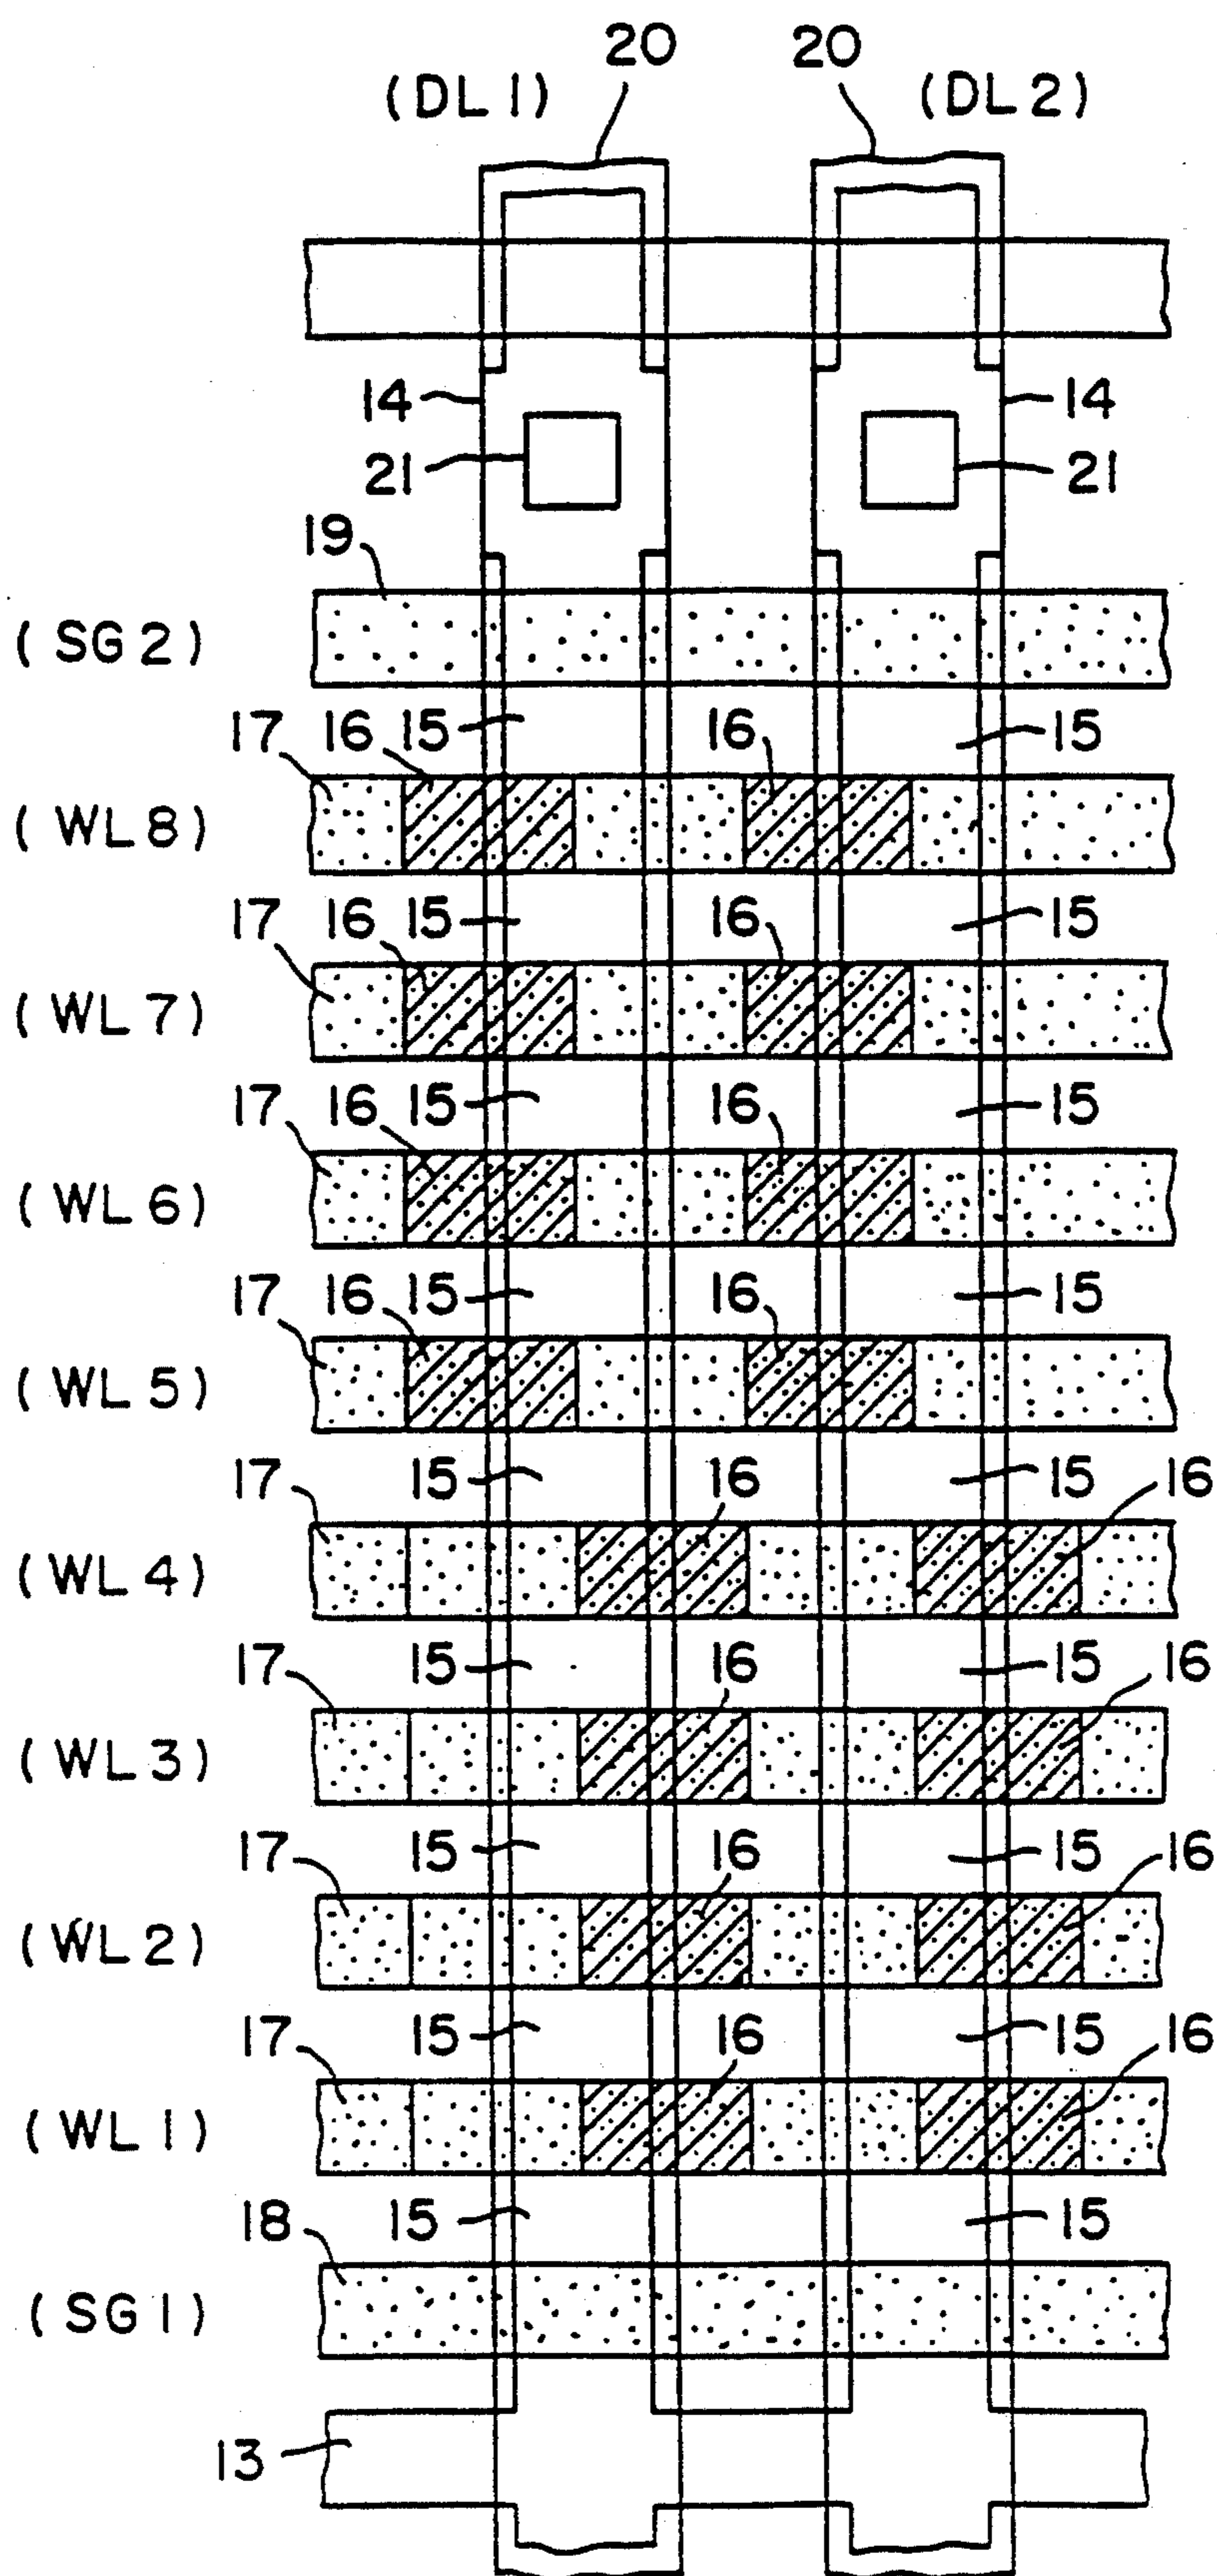 20 20
(DL1) (DL2)
14 14
21 21
19
(SG2)
17 16 15 16 15
(WL8)
17 16 15 16 15
(WL7)
17 16 15 16 15
(WL6)
17 16 15 16 15
(WL5)
17 15 16 15 16
(WL4)
17 15 16 15 16
(WL3)
17 15 16 15 16
(WL2)
17 15 16 15 16
(WL1)
18 15 15
(SG1)
13